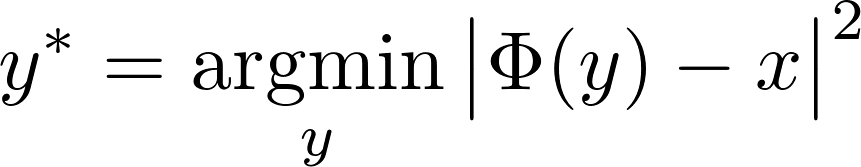 y* = argmin |Φ(y) − x|²
y